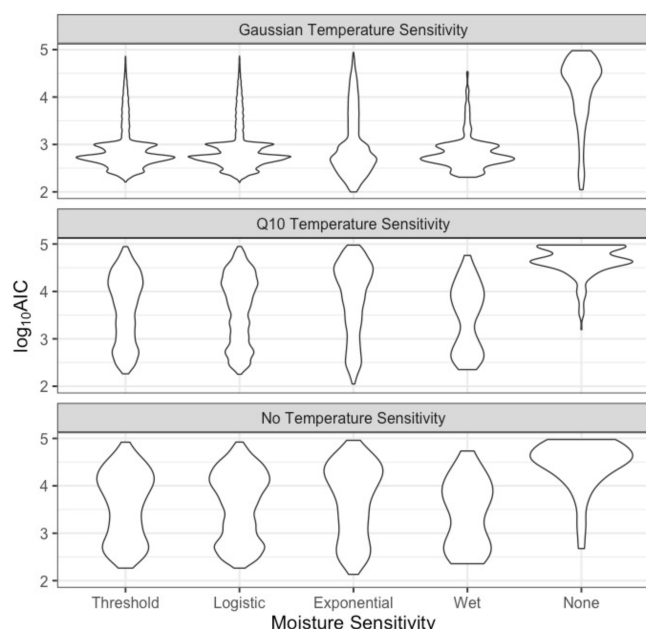 Gaussian Temperature Sensitivity
5
4
3
2
Q10 Temperature Sensitivity
5
4
3
2
No Temperature Sensitivity
5
4
3
2
log₁₀AIC
Threshold Logistic Exponential Wet None
Moisture Sensitivity